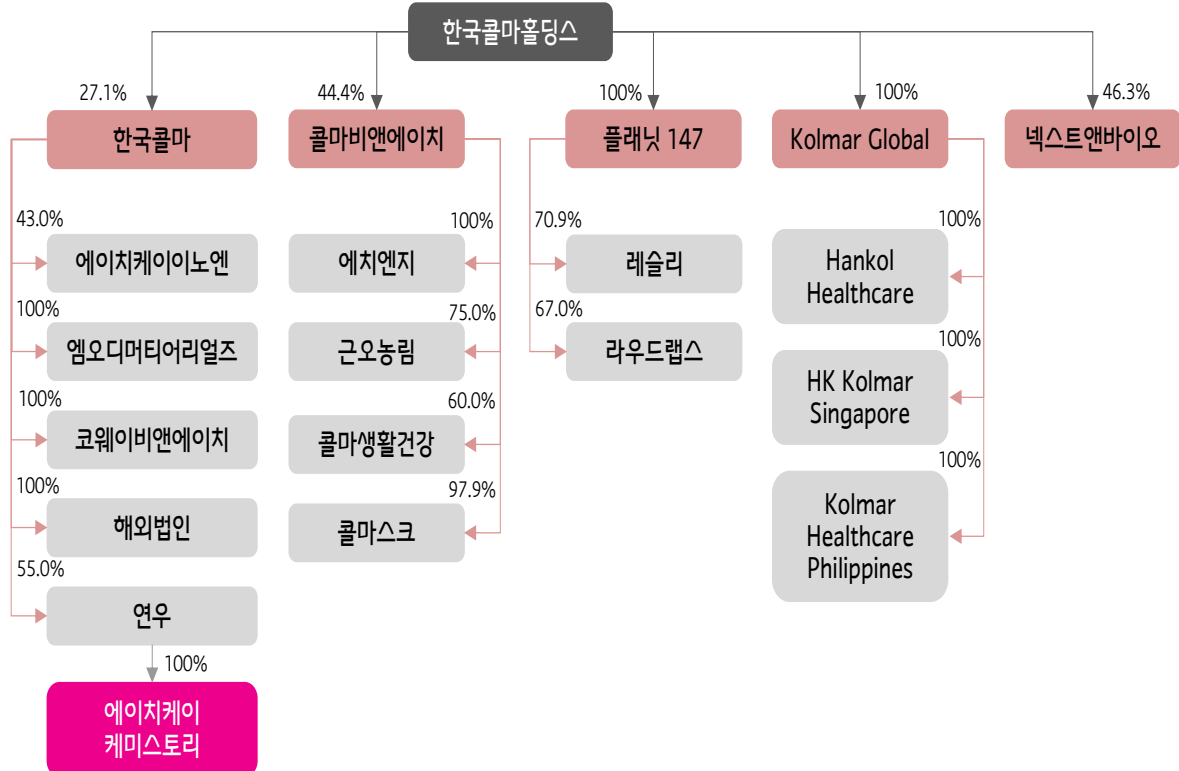 한국콜마홀딩스
27.1%
44.4%
100%
100%
46.3%
한국콜마
콜마비앤에이치
플래닛 147
Kolmar Global
넥스트앤바이오
43.0%
에이치케이이노엔
100%
엠오디머티어리얼즈
100%
코웨이비앤에이치
100%
해외법인
55.0%
연우
100%
에이치케이
케미스토리
100%
에치엔지
75.0%
근오농림
60.0%
콜마생활건강
97.9%
콜마스크
70.9%
레슬리
67.0%
라우드랩스
100%
Hankol
Healthcare
100%
HK Kolmar
Singapore
100%
Kolmar
Healthcare
Philippines